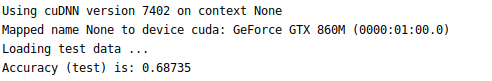 Using cuDNN version 7402 on context None
Mapped name None to device cuda: GeForce GTX 860M (0000:01:00.0)
Loading test data ...
Accuracy (test) is: 0.68735